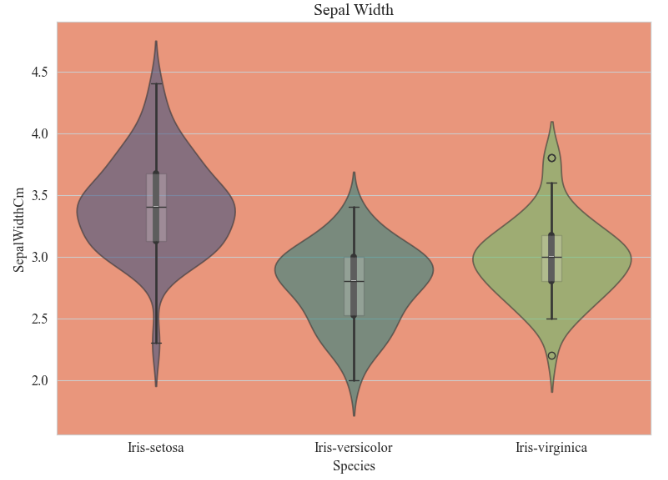 Sepal Width
SepalWidthCm
4.5
4.0
3.5
3.0
2.5
2.0
Iris-setosa
Iris-versicolor
Iris-virginica
Species